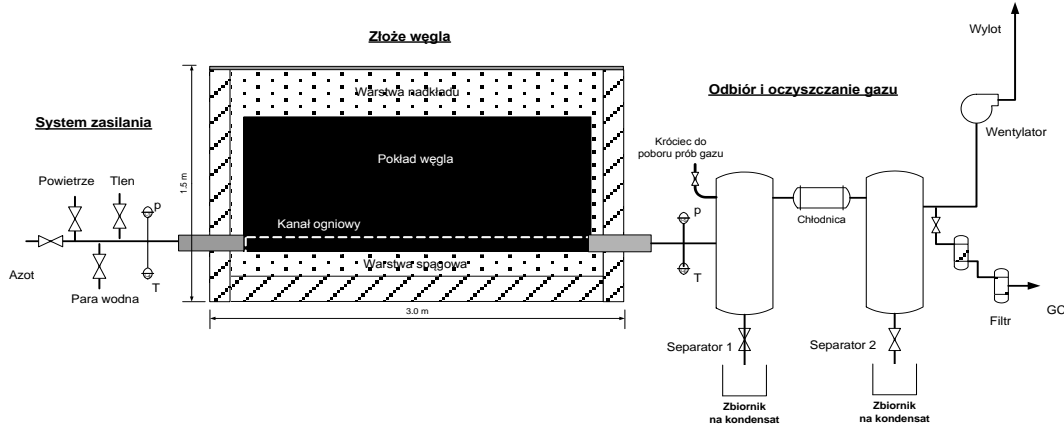 Złoże węgla
System zasilania
Odbiór i oczyszczanie gazu
Wylot
Wentylator
Warstwa nadkładu
Pokład węgla
Kanał ogniowy
Warstwa spągowa
1.5 m
3.0 m
Powietrze
Tlen
p
T
Azot
Para wodna
Króciec do
poboru prób gazu
p
T
Chłodnica
Separator 1
Separator 2
Filtr
GC
Zbiornik
na kondensat
Zbiornik
na kondensat